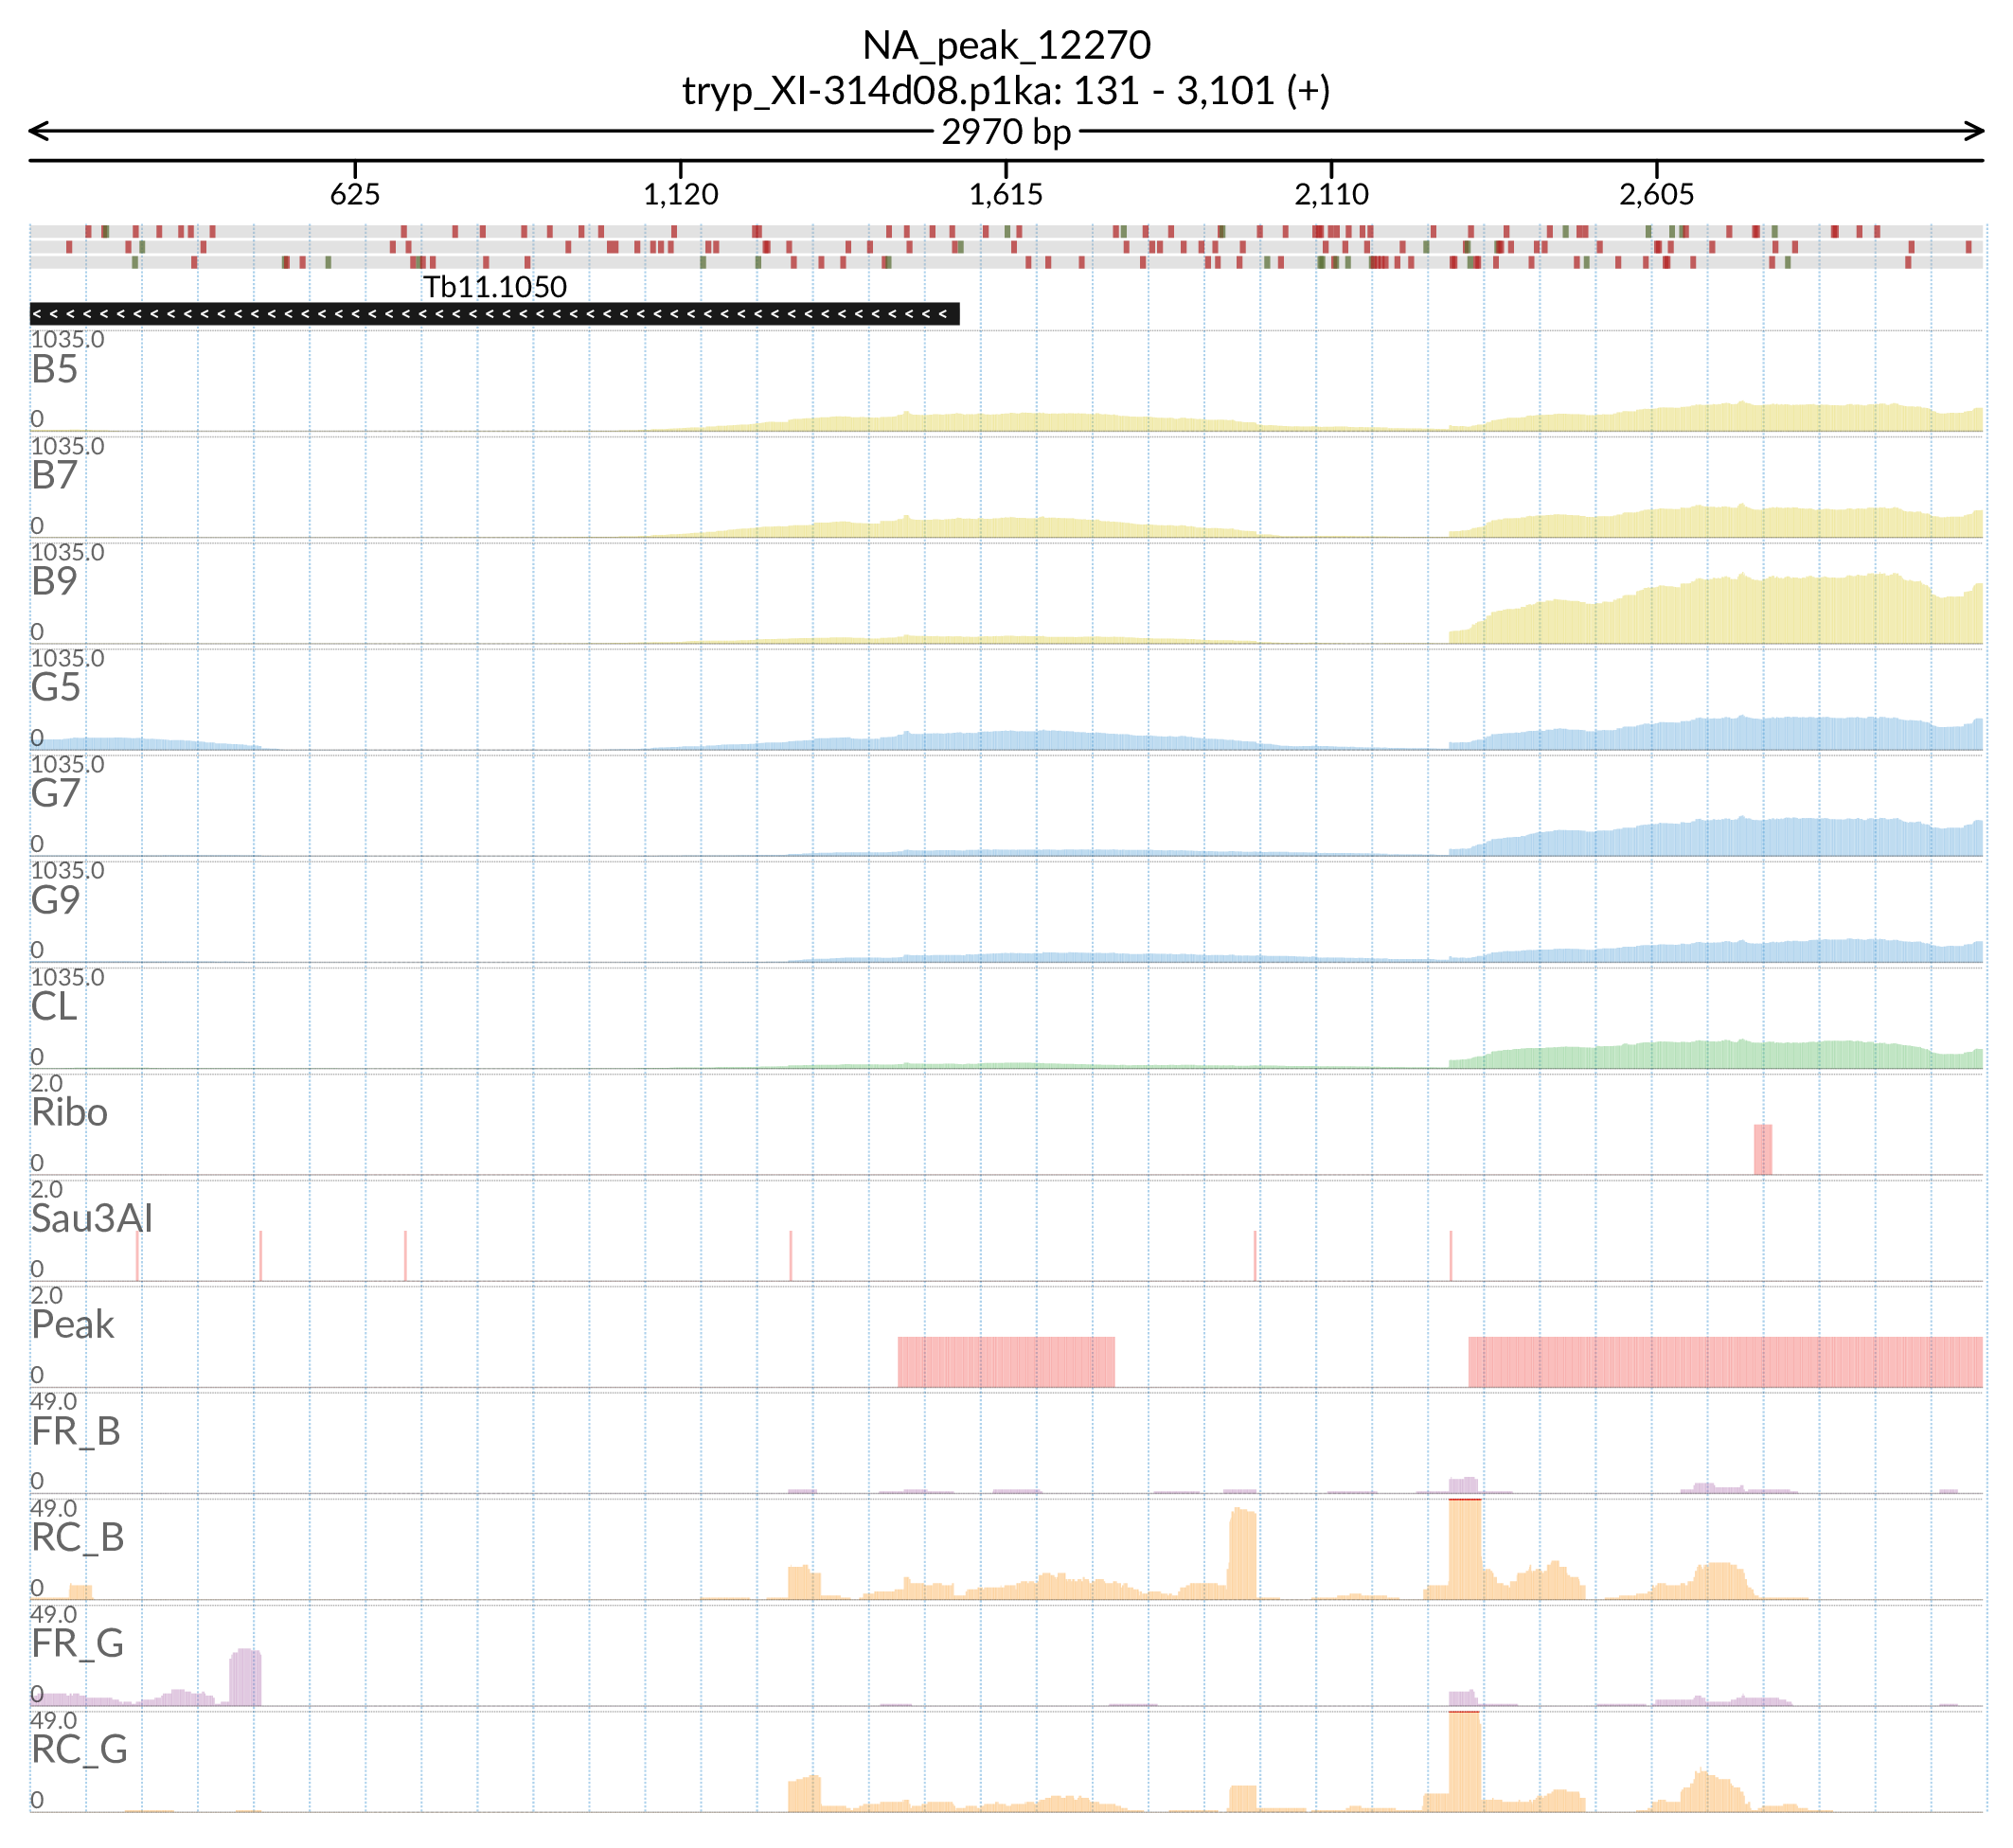 NA_peak_12270
tryp_XI-314d08.p1ka: 131 - 3,101 (+)
2970 bp
625 1,120 1,615 2,110 2,605
Tb11.1050
< < < < < < < < < < < < < < < < < < < < < < < < < < < < < < < < < < < < < < < < < < < < < < < < < < < < < < <
1035.0
B5
0
1035.0
B7
0
1035.0
B9
0
1035.0
G5
0
1035.0
G7
0
1035.0
G9
0
1035.0
CL
0
2.0
Ribo
0
2.0
Sau3AI
0
2.0
Peak
0
49.0
FR_B
0
49.0
RC_B
0
49.0
FR_G
0
49.0
RC_G
0